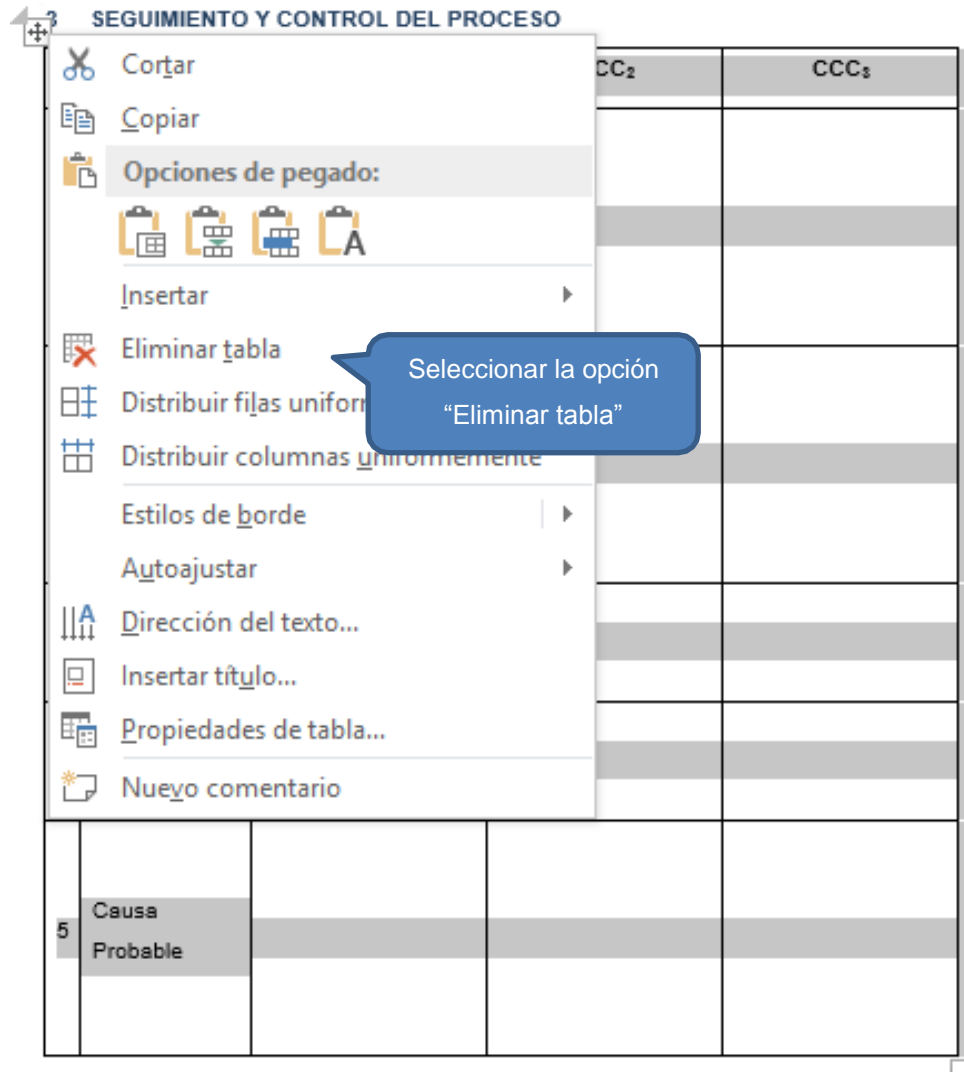 3 SEGUIMIENTO Y CONTROL DEL PROCESO
CC₂ CCC₃
Cortar
Copiar
Opciones de pegado:
A
Insertar
Eliminar tabla
Seleccionar la opción
“Eliminar tabla”
Distribuir filas unifor
Distribuir columnas uniformemente
Estilos de borde
Autoajustar
Dirección del texto...
Insertar título...
Propiedades de tabla...
Nuevo comentario
5 Causa
Probable